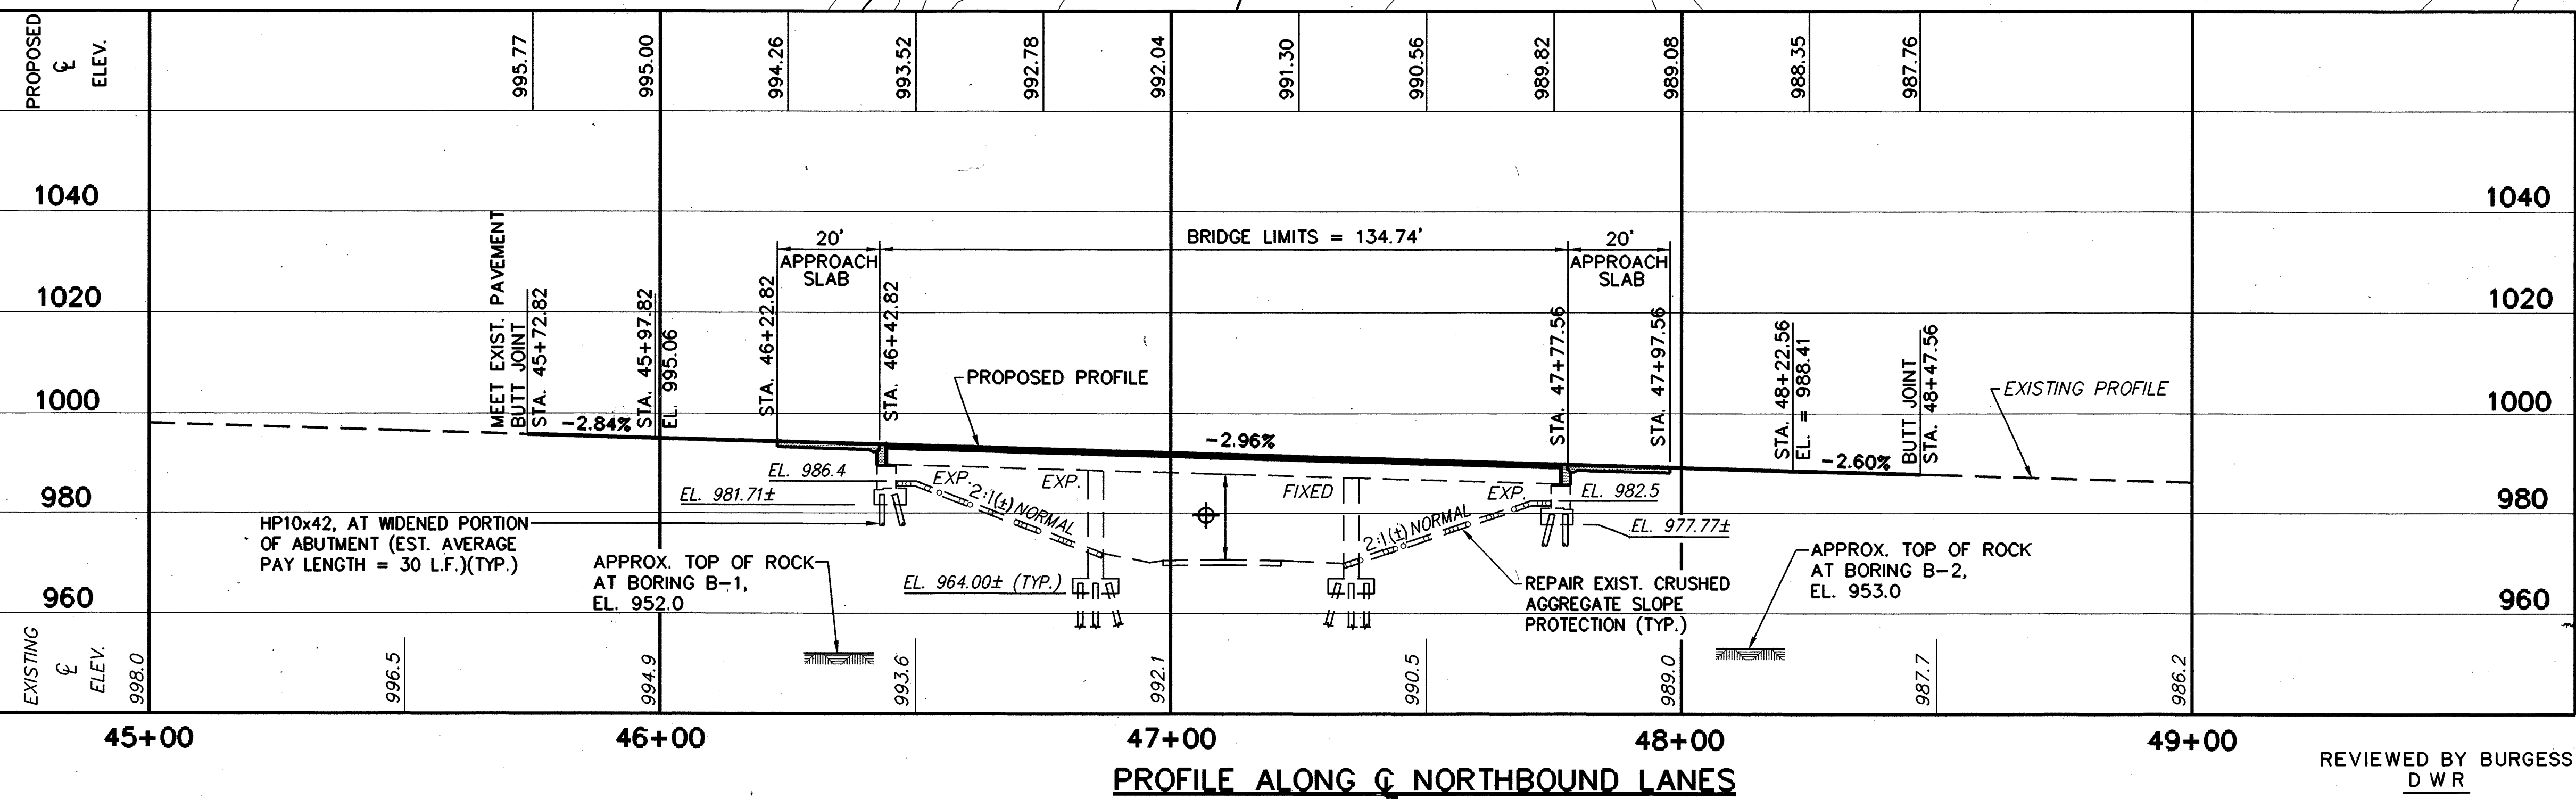 PROPOSED
℄
ELEV.
995.77
995.00
994.26
993.52
992.78
992.04
991.30
990.56
989.82
989.08
988.35
987.76
1040
1040
1020
1020
1000
1000
980
980
960
960
MEET EXIST. PAVEMENT
BUTT JOINT
STA. 45+72.82
STA. 45+97.82
EL. 995.06
STA. 46+22.82
20'
APPROACH
SLAB
STA. 46+42.82
BRIDGE LIMITS = 134.74'
20'
APPROACH
SLAB
STA. 47+77.56
STA. 47+97.56
STA. 48+22.56
EL. = 988.41
BUTT JOINT
STA. 48+47.56
PROPOSED PROFILE
EXISTING PROFILE
-2.84%
-2.96%
-2.60%
EL. 986.4
EL. 981.71±
EXP.
2:1(±) NORMAL
EXP.
FIXED
2:1(±) NORMAL
EXP.
EL. 982.5
EL. 977.77±
HP10x42, AT WIDENED PORTION
OF ABUTMENT (EST. AVERAGE
PAY LENGTH = 30 L.F.)(TYP.)
APPROX. TOP OF ROCK
AT BORING B-1,
EL. 952.0
EL. 964.00± (TYP.)
REPAIR EXIST. CRUSHED
AGGREGATE SLOPE
PROTECTION (TYP.)
APPROX. TOP OF ROCK
AT BORING B-2,
EL. 953.0
EXISTING
℄
ELEV.
998.0
996.5
994.9
993.6
992.1
990.5
989.0
987.7
986.2
45+00
46+00
47+00
48+00
49+00
PROFILE ALONG ℄ NORTHBOUND LANES
REVIEWED BY BURGESS
DWR